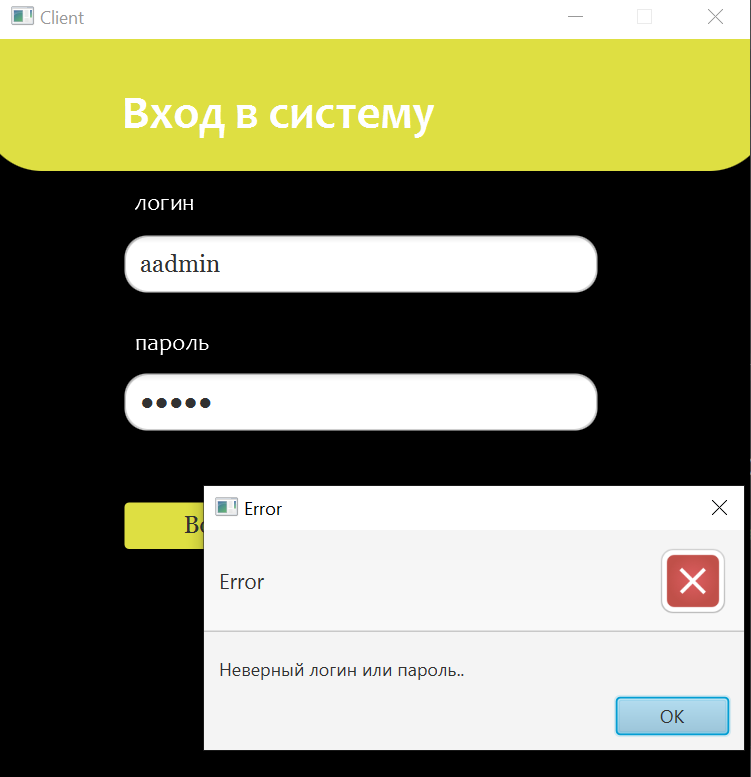 Client
Вход в систему
логин
aadmin
пароль
Error
Error
Неверный логин или пароль..
OK